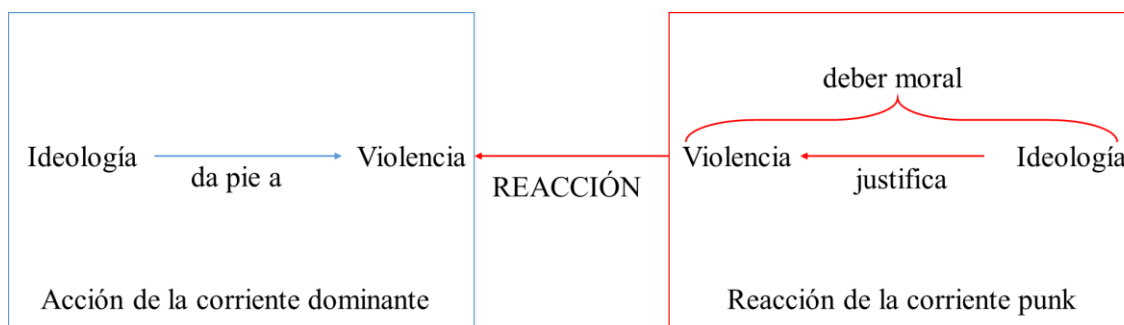 deber moral
Ideología
Violencia
Violencia
Ideología
da pie a
REACCIÓN
justifica
Acción de la corriente dominante
Reacción de la corriente punk